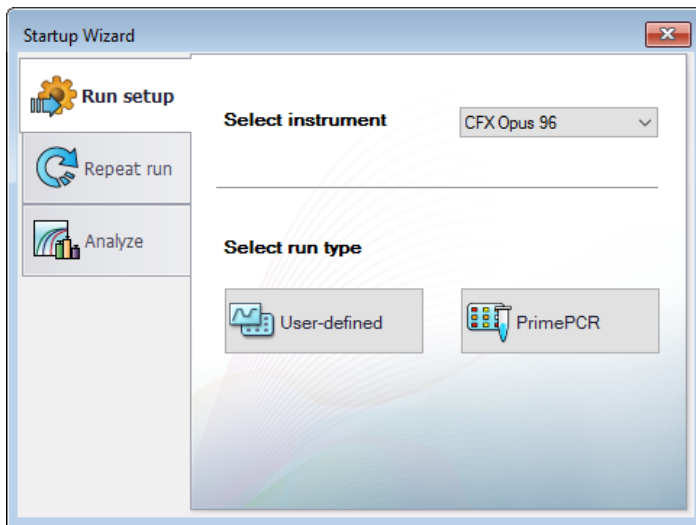 Startup Wizard
Run setup
Repeat run
Analyze
Select instrument
CFX Opus 96
Select run type
User-defined
PrimePCR